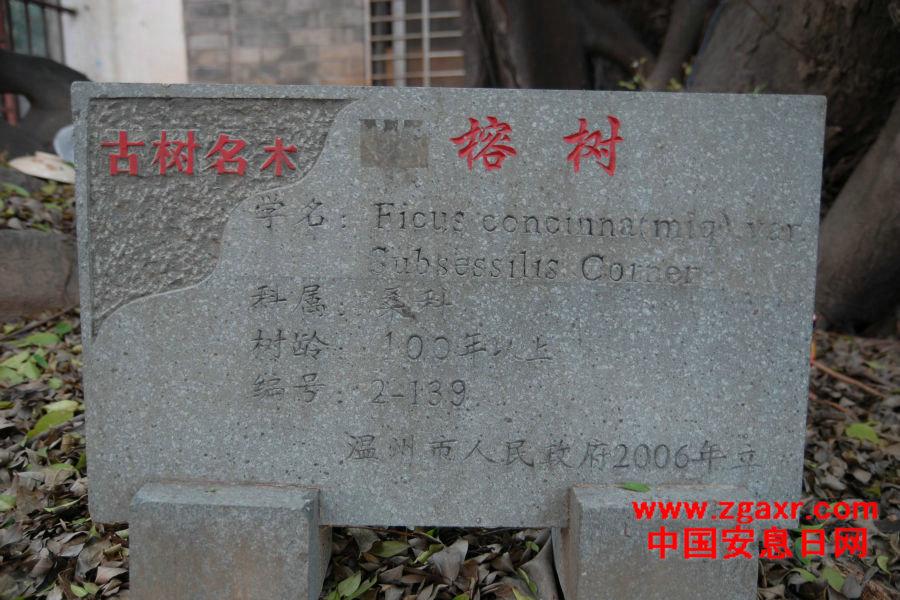 古树名木
榕树
学名：Ficus concinna(miq) var.
Subsessilis Corner
科属：桑科
树龄：100年以上
编号：2-139
温州市人民政府2006年立
www.zgaxr.com
中国安息日网